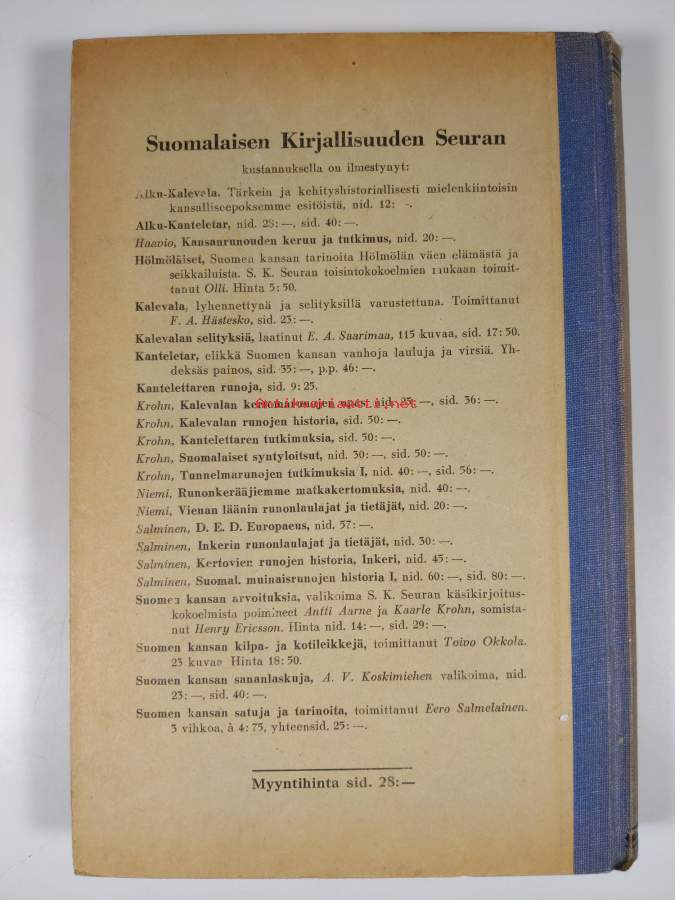 Suomalaisen Kirjallisuuden Seuran
kustannuksella on ilmestynyt:
Alku-Kalevala. Tärkein ja kehityshistoriallisesti mielenkiintoisin
kansalliseepoksemme esitöistä, nid. 12: —.
Alku-Kanteletar, nid. 28: —, sid. 40: —.
Haavio, Kansanrunouden keruu ja tutkimus, nid. 20: —.
Hölmöläiset, Suomen kansan tarinoita Hölmölän väen elämästä ja
seikkailuista. S. K. Seuran toisintokokoelmien mukaan toimit-
tanut Olli. Hinta 5: 50.
Kalevala, lyhennettynä ja selityksillä varustettuna. Toimittanut
F. A. Hästesko, sid. 23: —.
Kalevalan selityksiä, laatinut E. A. Saarimaa, 115 kuvaa, sid. 17: 50.
Kanteletar, elikkä Suomen kansan vanhoja lauluja ja virsiä. Yh-
deksäs painos, sid. 35: —, p.p. 46: —.
Kantelettaren runoja, sid. 9: 25.
Krohn, Kalevalan kertomarunojen opas, nid. 25: —, sid. 36: —.
Antikvariaatti.net
Krohn, Kalevalan runojen historia, sid. 50: —.
Krohn, Kantelettaren tutkimuksia, sid. 50: —.
Krohn, Suomalaiset syntyloitsut, nid. 30: —, sid. 50: —.
Krohn, Tunnelmarunojen tutkimuksia I, nid. 40: —, sid. 56: —.
Niemi, Runonkerääjiemme matkakertomuksia, nid. 40: —.
Niemi, Vienan läänin runonlaulajat ja tietäjät, nid. 20: —.
Salminen, D. E. D. Europaeus, nid. 37: —.
Salminen, Inkerin runonlaulajat ja tietäjät, nid. 30: —.
Salminen, Kertovien runojen historia, Inkeri, nid. 45: —.
Salminen, Suomal. muinaisrunojen historia I, nid. 60: —, sid. 80: —.
Suomen kansan arvoituksia, valikoima S. K. Seuran käsikirjoitus-
kokoelmista poimineet Antti Aarne ja Kaarle Krohn, somista-
nut Henry Ericsson. Hinta nid. 14: —, sid. 29: —.
Suomen kansan kilpa- ja kotileikkejä, toimittanut Toivo Okkola.
23 kuvaa Hinta 18: 50.
Suomen kansan sananlaskuja, A. V. Koskimiehen valikoima, nid.
23: —, sid. 40: —.
Suomen kansan satuja ja tarinoita, toimittanut Eero Salmelainen.
3 vihkoa, à 4: 75, yhteensid. 25: —.
Myyntihinta sid. 28: —